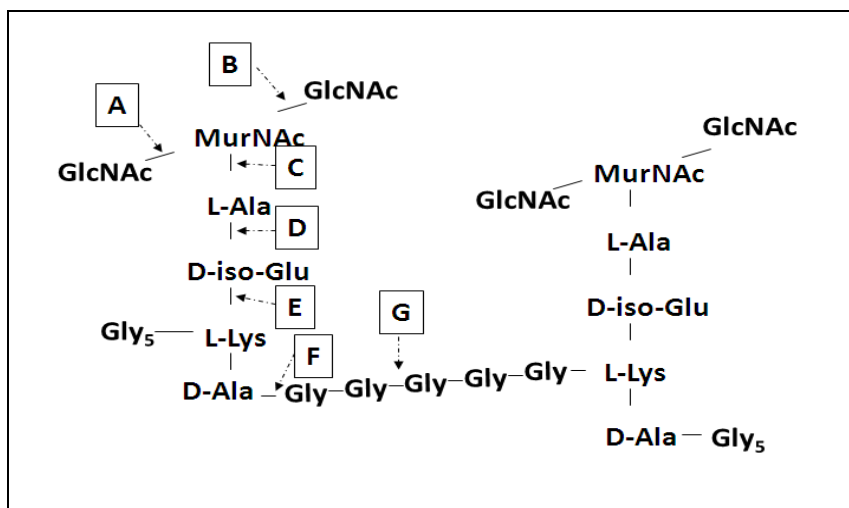 B
GlcNAc
A
GlcNAc
MurNAc
GlcNAc
MurNAc
GlcNAc
C
L-Ala
D
L-Ala
D-iso-Glu
E
G
D-iso-Glu
Gly5
L-Lys
F
D-Ala
Gly-Gly-Gly-Gly-Gly
L-Lys
D-Ala
Gly5